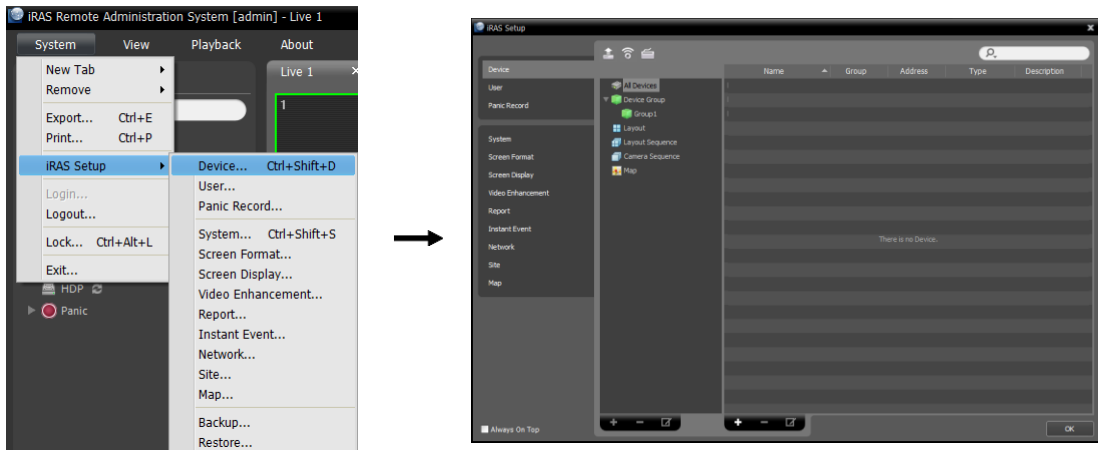 iRAS Remote Administration System [admin] - Live 1
System View Playback About
New Tab
Remove
Export... Ctrl+E
Print... Ctrl+P
iRAS Setup
Login...
Logout...
Lock... Ctrl+Alt+L
Exit...
HDP
Panic
Live 1 ×
1
Device... Ctrl+Shift+D
User...
Panic Record...
System... Ctrl+Shift+S
Screen Format...
Screen Display...
Video Enhancement...
Report...
Instant Event...
Network...
Site...
Map...
Backup...
Restore...
iRAS Setup x
Device
User
Panic Record
System
Screen Format
Screen Display
Video Enhancement
Report
Instant Event
Network
Site
Map
Always On Top
All Devices
Device Group
Group1
Layout
Layout Sequence
Camera Sequence
Map
Name Group Address Type Description
There is no Device.
OK